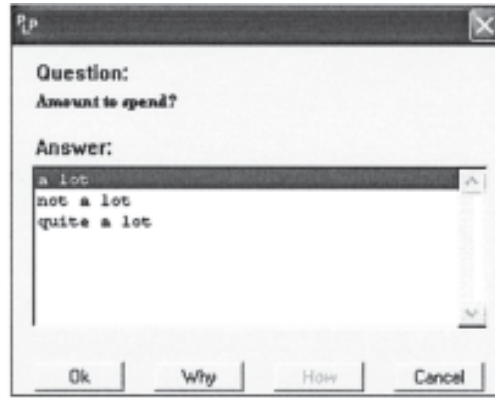 Question:
Amount to spend?
Answer:
a lot
not a lot
quite a lot
Ok Why How Cancel